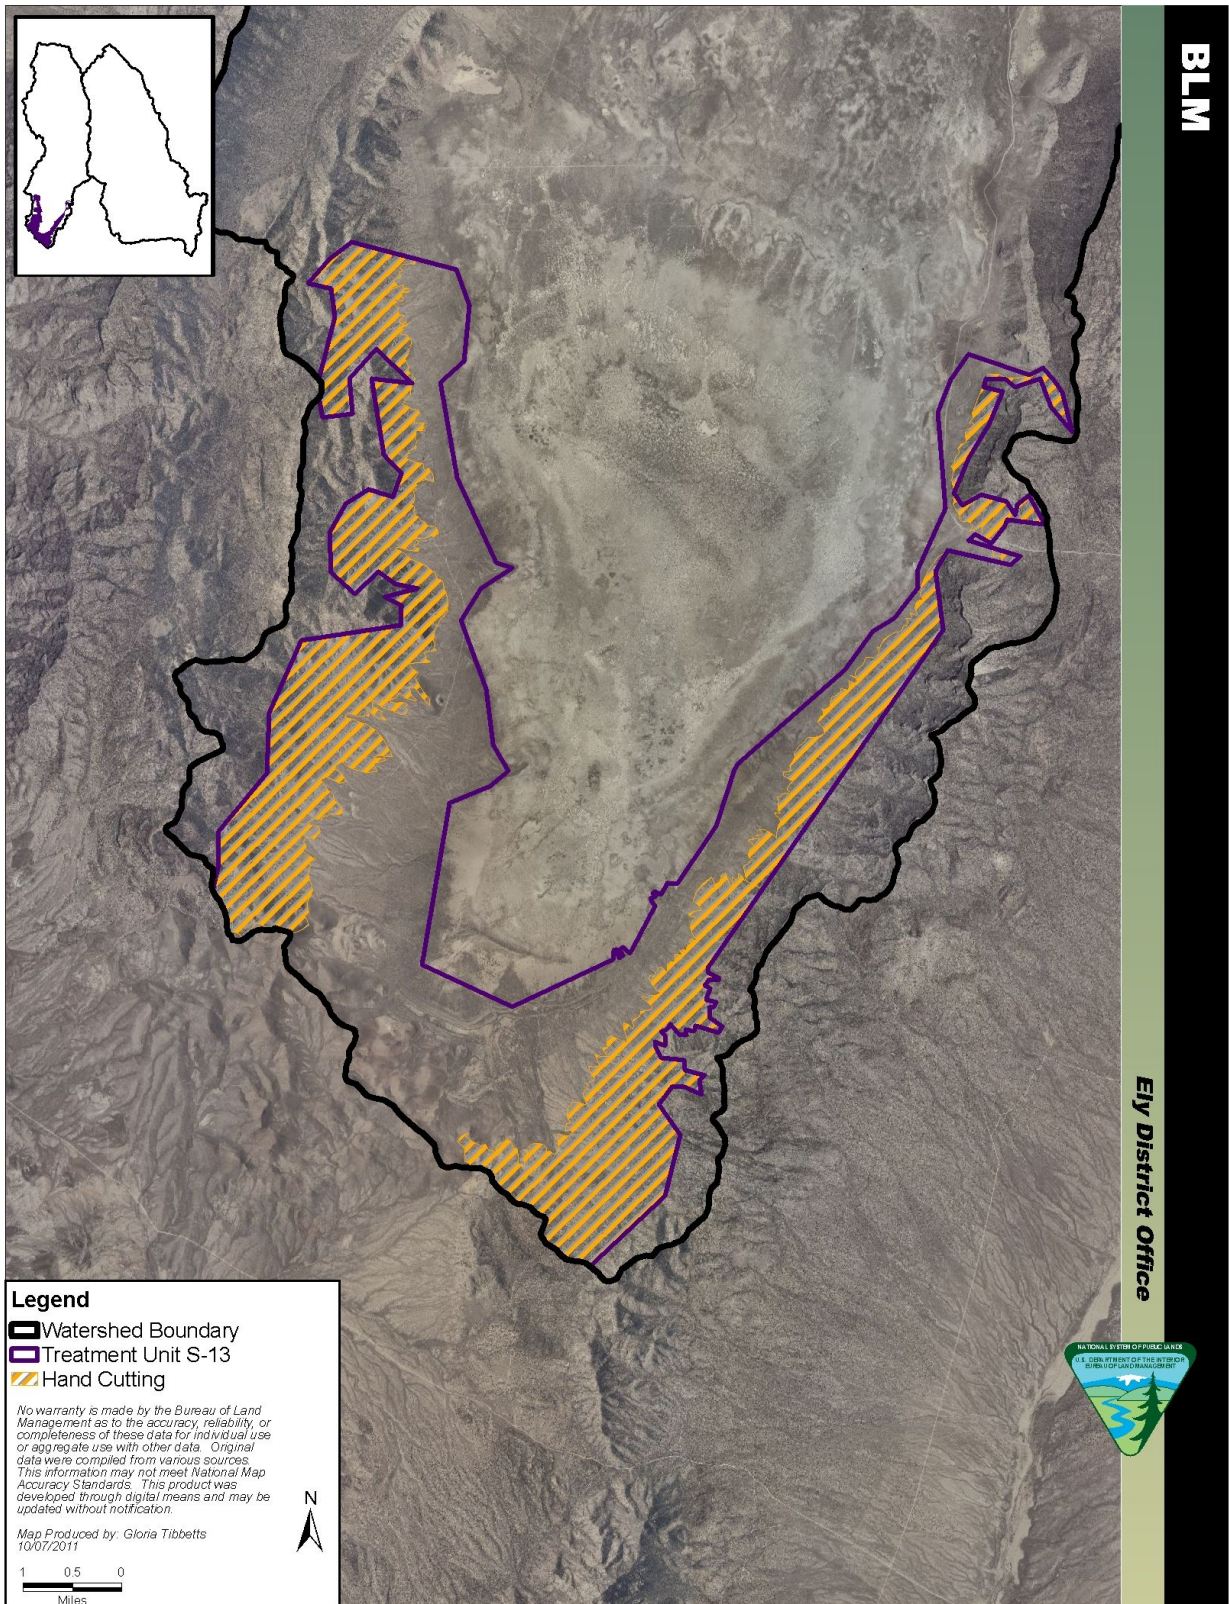 BLM
Ely District Office
NATIONAL SYSTEM OF PUBLIC LANDS
U.S. DEPARTMENT OF THE INTERIOR
BUREAU OF LAND MANAGEMENT
Legend
Watershed Boundary
Treatment Unit S-13
Hand Cutting
No warranty is made by the Bureau of Land
Management as to the accuracy, reliability, or
completeness of these data for individual use
or aggregate use with other data. Original
data were compiled from various sources.
This information may not meet National Map
Accuracy Standards. This product was
developed through digital means and may be
updated without notification.
Map Produced by: Gloria Tibbetts
10/07/2011
N
1 0.5 0
Miles